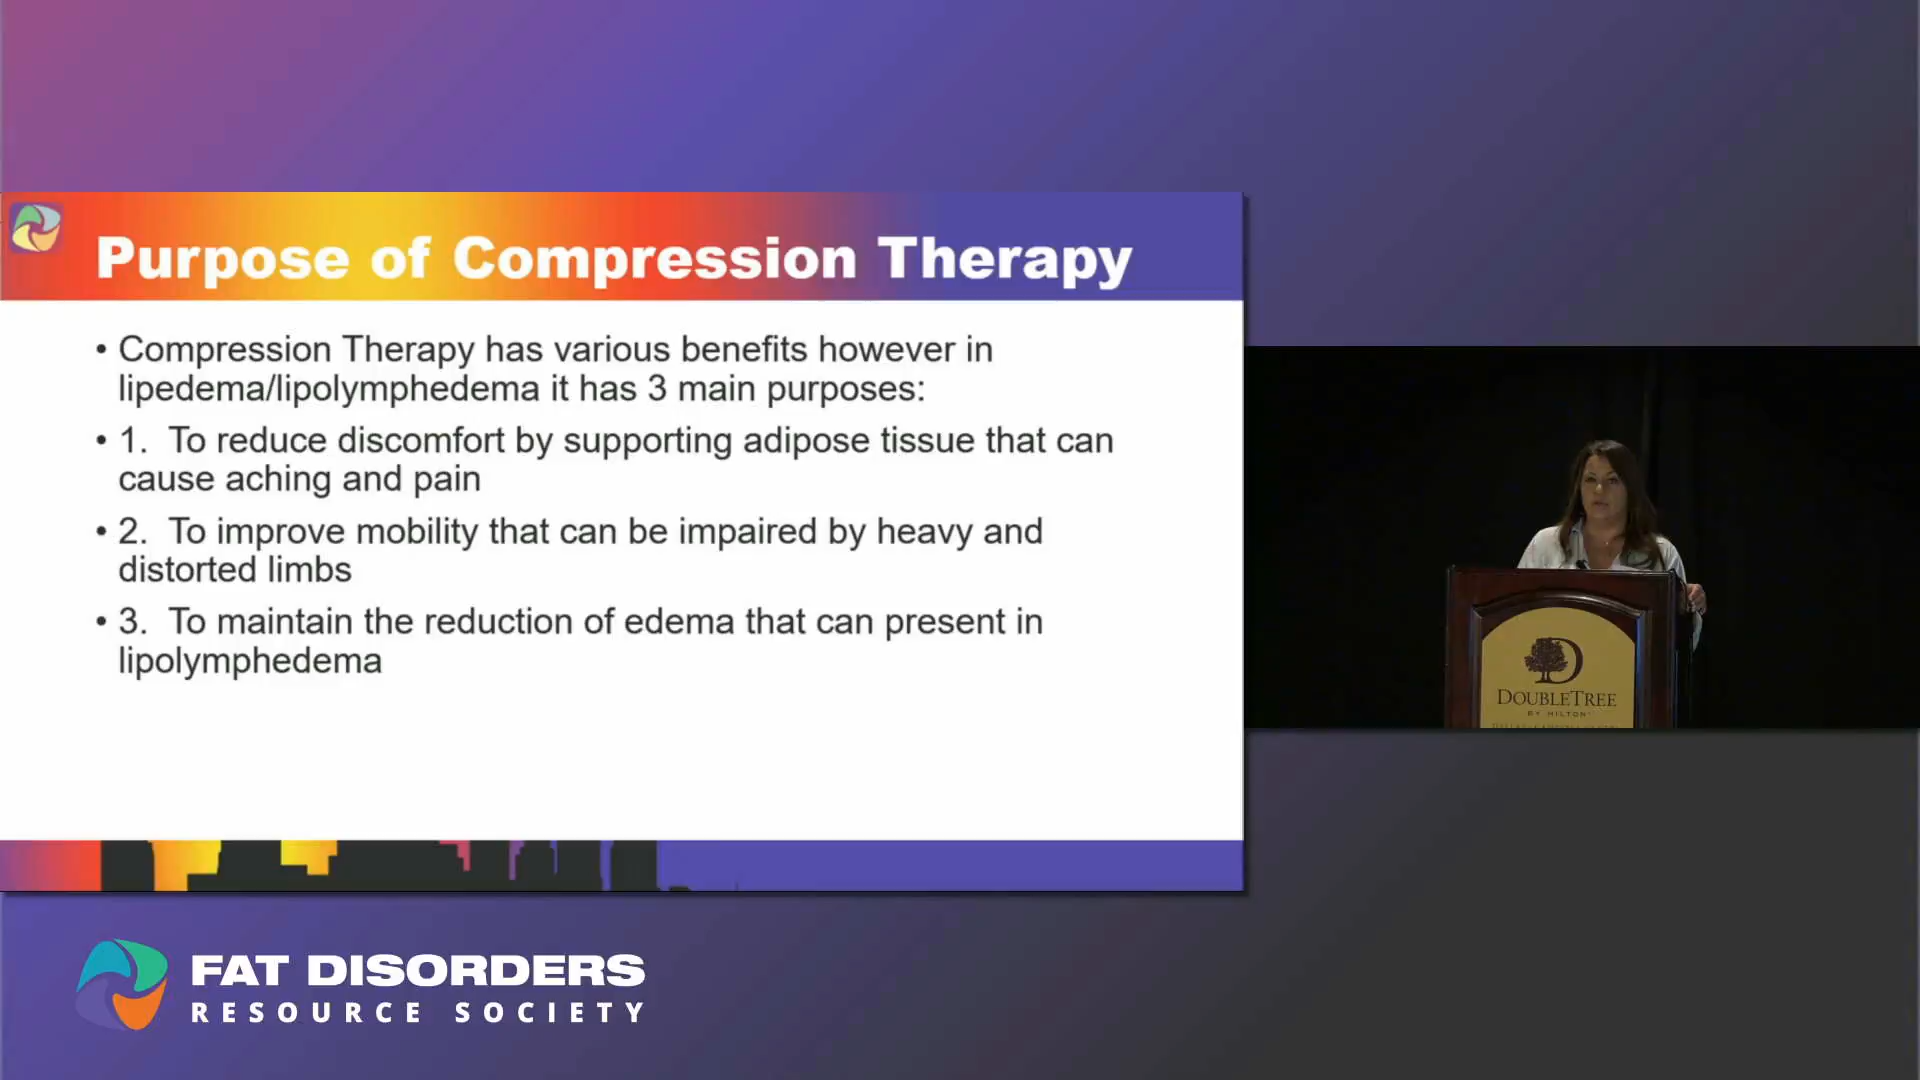 Purpose of Compression Therapy
• Compression Therapy has various benefits however in
lipedema/lipolymphedema it has 3 main purposes:
• 1. To reduce discomfort by supporting adipose tissue that can
cause aching and pain
• 2. To improve mobility that can be impaired by heavy and
distorted limbs
• 3. To maintain the reduction of edema that can present in
lipolymphedema
D
DOUBLETREE
BY HILTON
FAT DISORDERS
RESOURCE SOCIETY